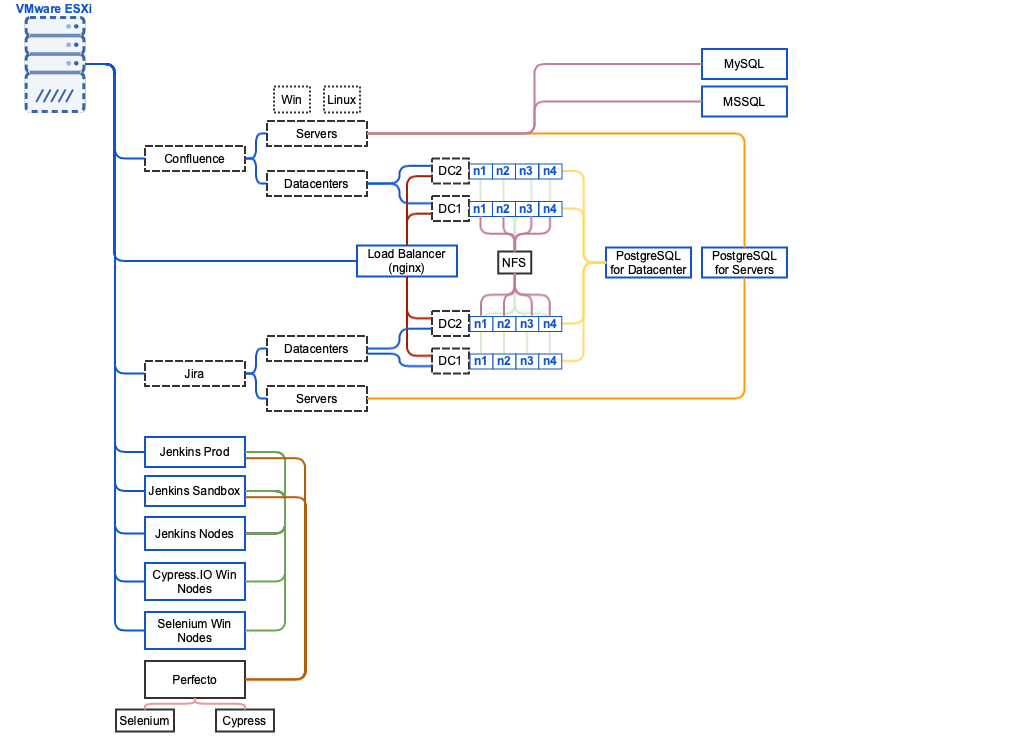 VMware ESXi
MySQL
MSSQL
Win
Linux
Servers
Confluence
Datacenters
DC2 n1 n2 n3 n4
DC1 n1 n2 n3 n4
Load Balancer
(nginx)
NFS
PostgreSQL
for Datacenter
PostgreSQL
for Servers
DC2 n1 n2 n3 n4
Datacenters
DC1 n1 n2 n3 n4
Jira
Servers
Jenkins Prod
Jenkins Sandbox
Jenkins Nodes
Cypress.IO Win
Nodes
Selenium Win
Nodes
Perfecto
Selenium
Cypress